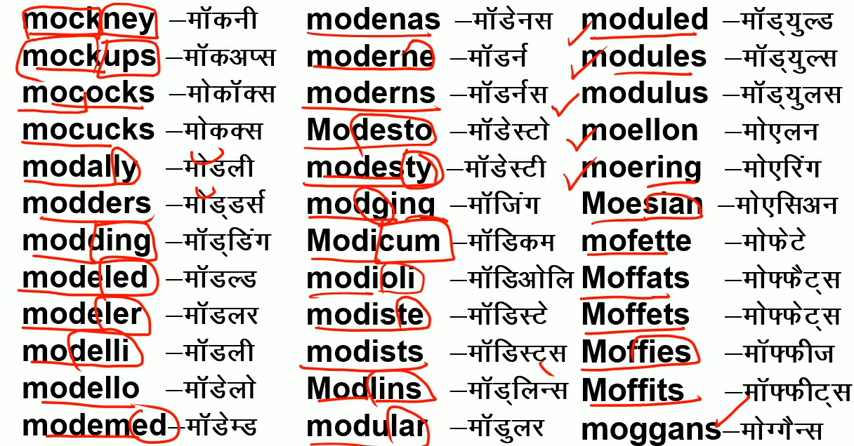 mockney –मॉकनी
mockups –मॉकअप्स
mococks –मोकॉक्स
mocucks –मोकक्स
modally –मोडली
modders –मोड्डर्स
modding –मॉड्डिंग
modeled –मॉडल्ड
modeler –मॉडलर
modelli –मॉडली
modello –मॉडेलो
modemed –मॉडेम्ड
modenas –मॉडेनस
moderne –मॉडर्न
moderns –मॉडर्नस
Modesto –मॉडेस्टो
modesty –मॉडेस्टी
modging –मॉजिंग
Modicum –मॉडिकम
modioli –मॉडिओलि
modiste –मॉडिस्टे
modists –मॉडिस्ट्स
Modlins –मॉड्लिन्स
modular –मॉडुलर
moduled –मॉड्युल्ड
modules –मॉड्युल्स
modulus –मॉड्युलस
moellon –मोएलन
moering –मोएरिंग
Moesian –मोएसिअन
mofette –मोफेटे
Moffats –मोफ्फैट्स
Moffets –मोफ्फेट्स
Moffies –मॉफ्फीज
Moffits –मॉफ्फीट्स
moggans –मोग्गैन्स